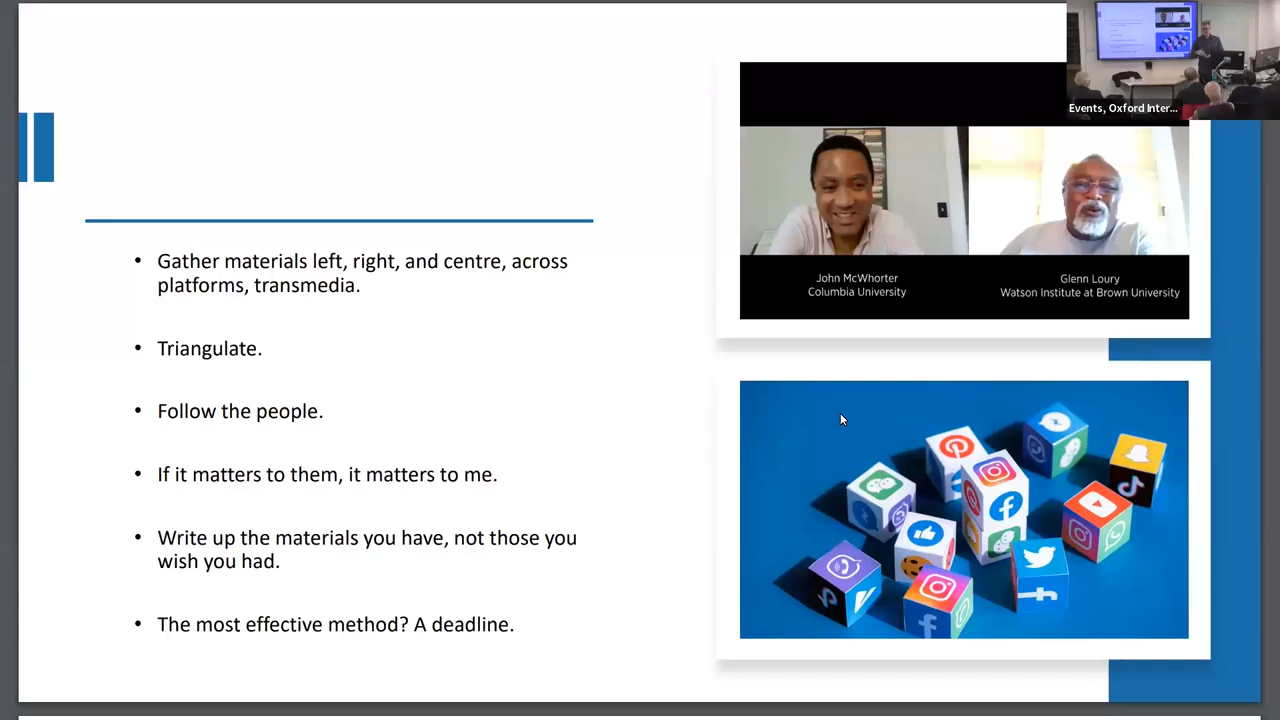 Events, Oxford Inter...
John McWhorter
Columbia University
Glenn Loury
Watson Institute at Brown University
• Gather materials left, right, and centre, across
platforms, transmedia.
• Triangulate.
• Follow the people.
• If it matters to them, it matters to me.
• Write up the materials you have, not those you
wish you had.
• The most effective method? A deadline.